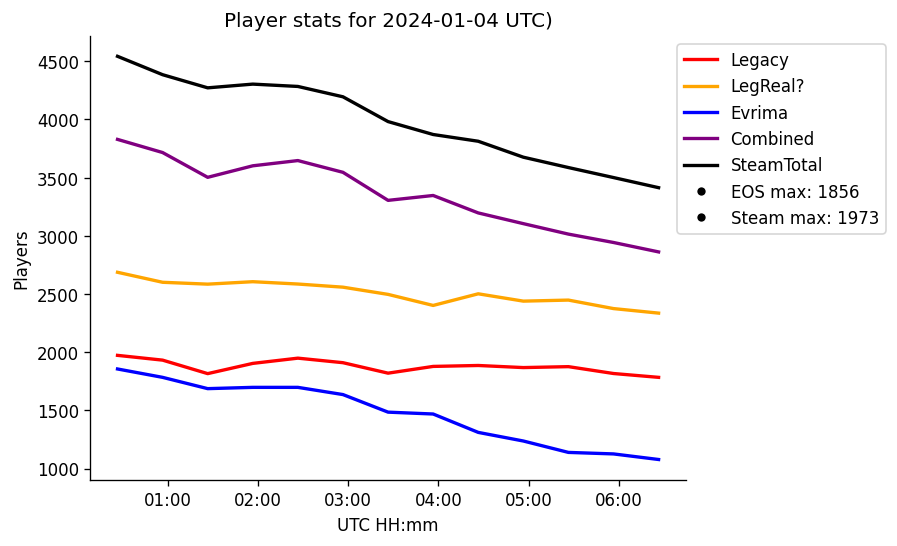 Player stats for 2024-01-04 UTC)
4500
4000
3500
3000
2500
2000
1500
1000
Players
01:00 02:00 03:00 04:00 05:00 06:00
UTC HH:mm
Legacy
LegReal?
Evrima
Combined
SteamTotal
EOS max: 1856
Steam max: 1973